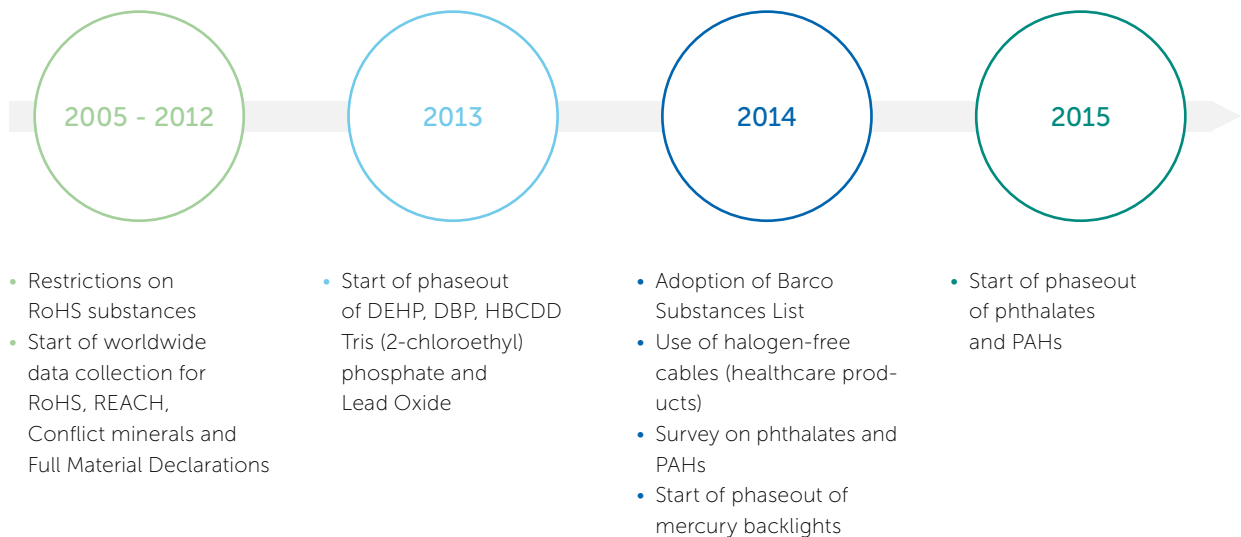 2005 - 2012
2013
2014
2015
• Restrictions on
RoHS substances
• Start of worldwide
data collection for
RoHS, REACH,
Conflict minerals and
Full Material Declarations
• Start of phaseout
of DEHP, DBP, HBCDD
Tris (2-chloroethyl)
phosphate and
Lead Oxide
• Adoption of Barco
Substances List
• Use of halogen-free
cables (healthcare prod-
ucts)
• Survey on phthalates and
PAHs
• Start of phaseout of
mercury backlights
• Start of phaseout
of phthalates
and PAHs